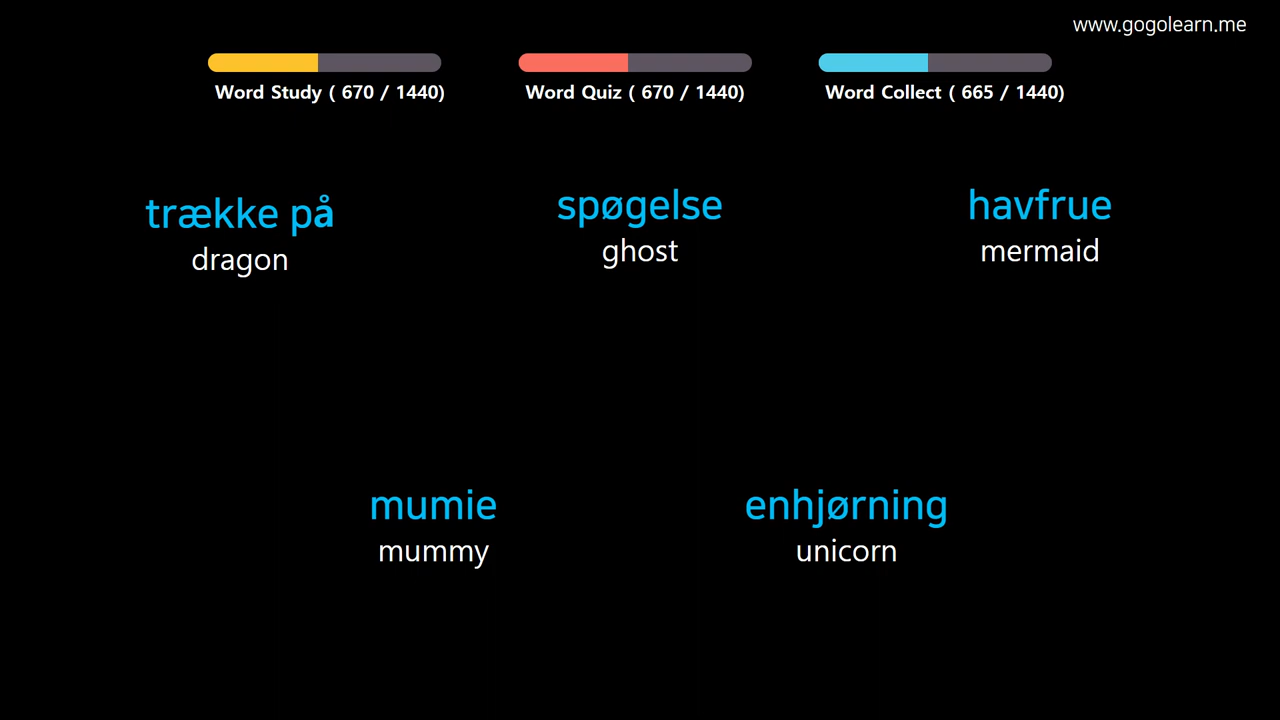 www.gogolearn.me
Word Study ( 670 / 1440)
Word Quiz ( 670 / 1440)
Word Collect ( 665 / 1440)
trække på
dragon
spøgelse
ghost
havfrue
mermaid
mumie
mummy
enhjørning
unicorn